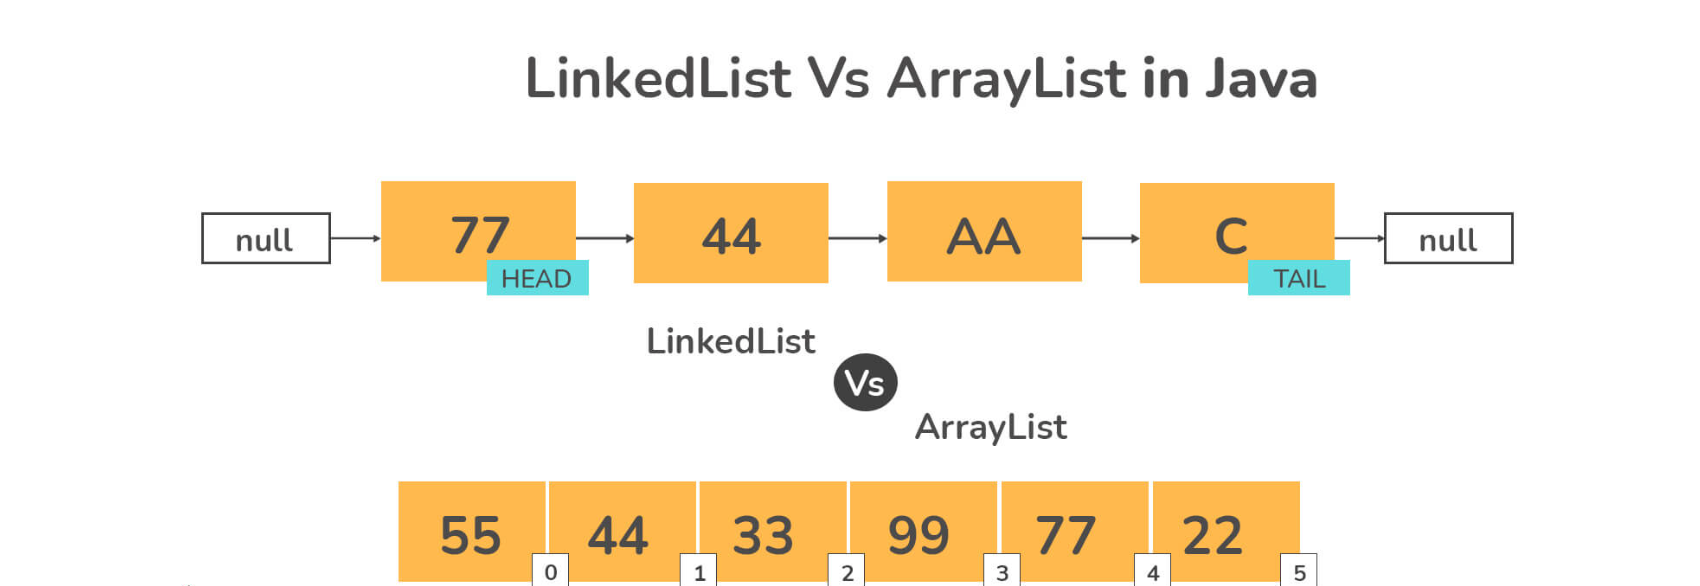 LinkedList Vs ArrayList in Java
null 77 44 AA C null
HEAD TAIL
LinkedList
Vs
ArrayList
55 44 33 99 77 22
0 1 2 3 4 5